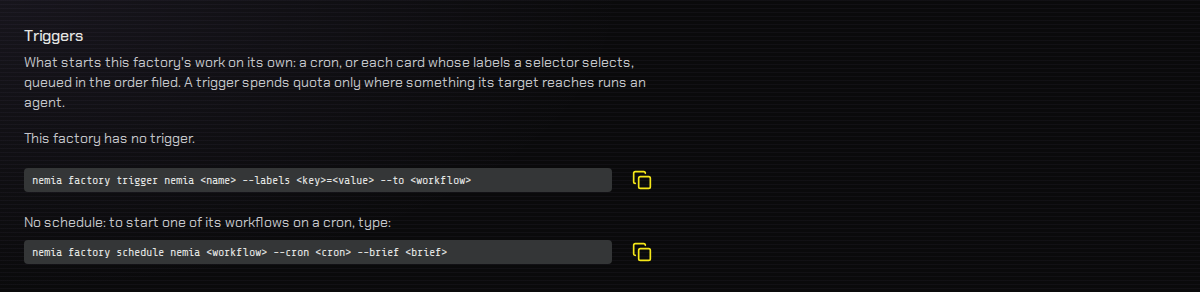 Triggers
What starts this factory's work on its own: a cron, or each card whose labels a selector selects,
queued in the order filed. A trigger spends quota only where something its target reaches runs an
agent.
This factory has no trigger.
nemia factory trigger nemia <name> --labels <key>=<value> --to <workflow>
No schedule: to start one of its workflows on a cron, type:
nemia factory schedule nemia <workflow> --cron <cron> --brief <brief>